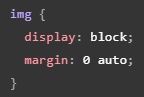 img {
  display: block;
  margin: 0 auto;
}